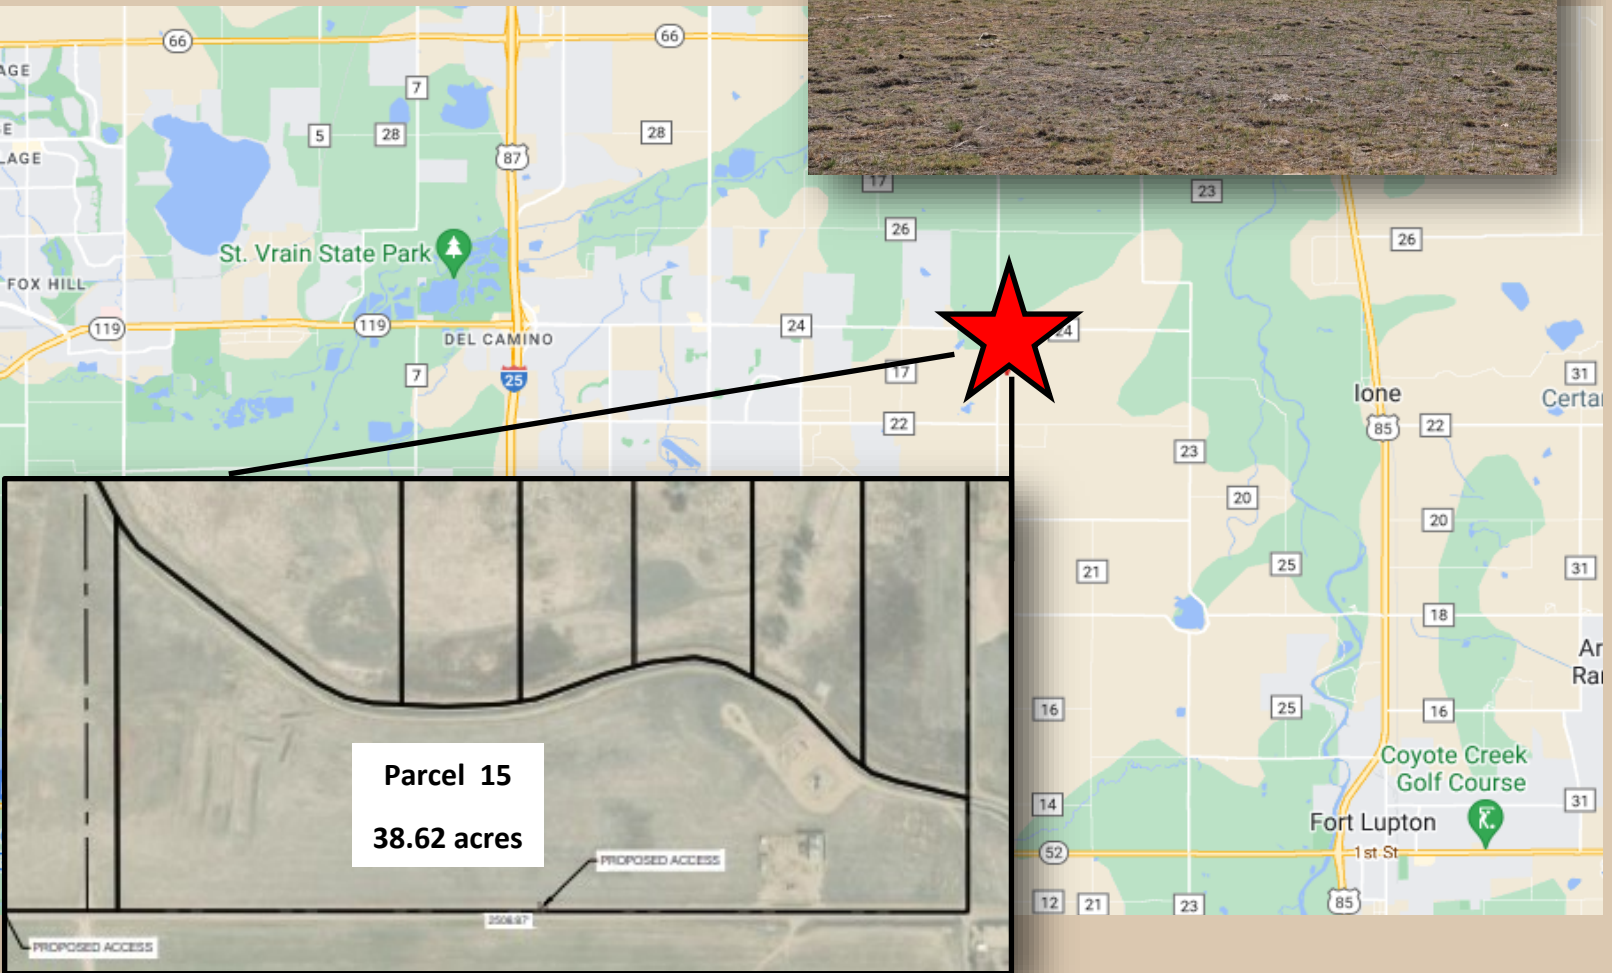 66
66
AGE
7
5
28
28
E
LAGE
87
17
23
26
26
St. Vrain State Park
FOX HILL
119
119
24
24
DEL CAMINO
7
25
17
31
Ione
Certa
22
85
22
23
20
20
21
25
31
18
Ar
Ra
16
25
16
Coyote Creek
Golf Course
14
31
Fort Lupton
52
1st St
12
21
23
85
Parcel 15
38.62 acres
PROPOSED ACCESS
2508.87'
PROPOSED ACCESS